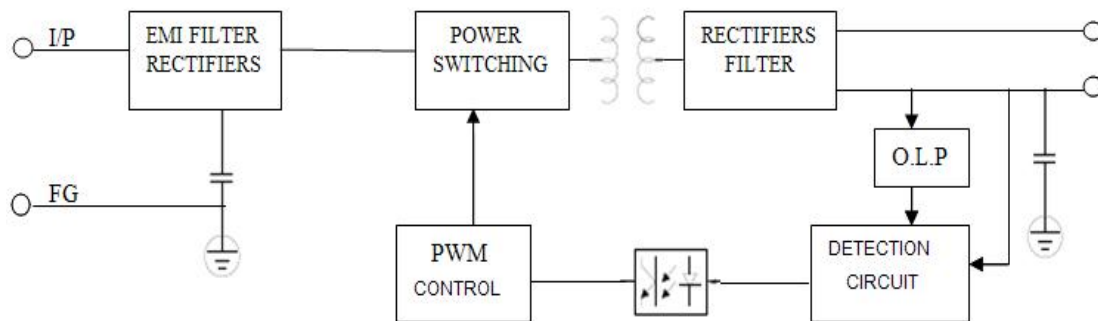 I/P
EMI FILTER
RECTIFIERS
POWER
SWITCHING
RECTIFIERS
FILTER
O.L.P
FG
PWM
CONTROL
DETECTION
CIRCUIT